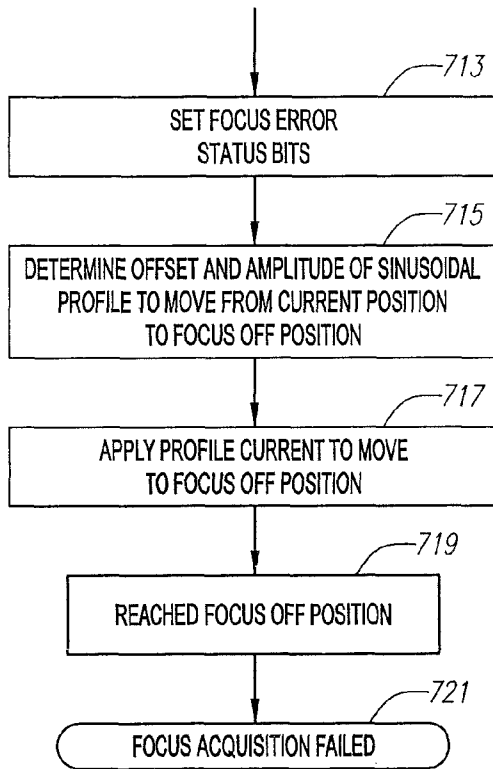 713
SET FOCUS ERROR
STATUS BITS
715
DETERMINE OFFSET AND AMPLITUDE OF SINUSOIDAL
PROFILE TO MOVE FROM CURRENT POSITION
TO FOCUS OFF POSITION
717
APPLY PROFILE CURRENT TO MOVE
TO FOCUS OFF POSITION
719
REACHED FOCUS OFF POSITION
721
FOCUS ACQUISITION FAILED